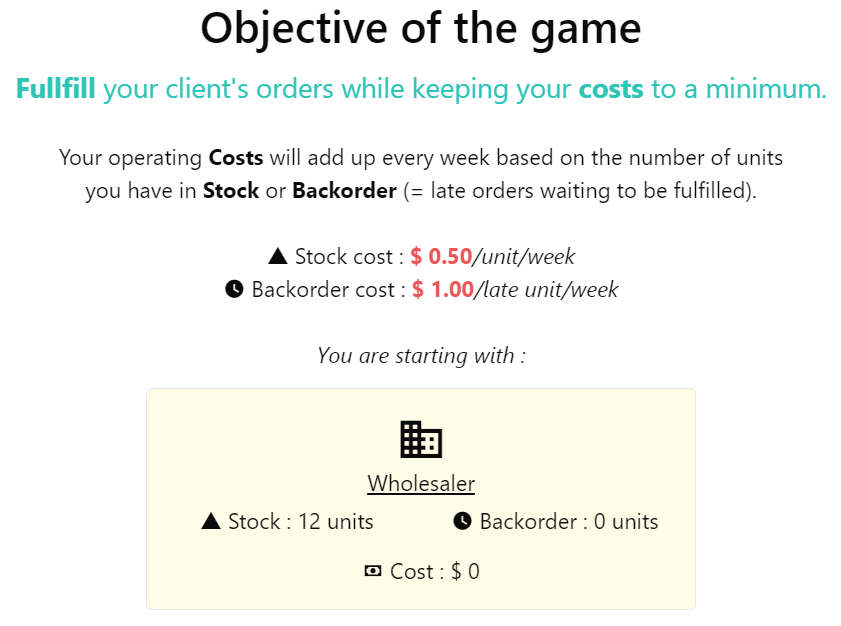 Objective of the game
Fullfill your client's orders while keeping your costs to a minimum.
Your operating Costs will add up every week based on the number of units
you have in Stock or Backorder (= late orders waiting to be fulfilled).
Stock cost : $ 0.50/unit/week
Backorder cost : $ 1.00/late unit/week
You are starting with :
Wholesaler
Stock : 12 units Backorder : 0 units
Cost : $ 0